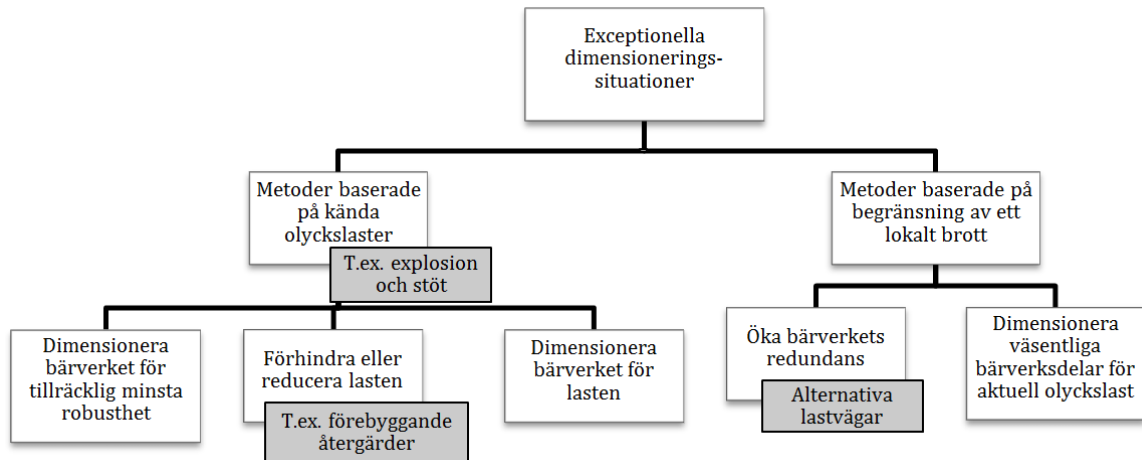 Exceptionella
dimensionerings-
situationer
Metoder baserade
på kända
olyckslaster
T.ex. explosion
och stöt
Metoder baserade på
begränsning av ett
lokalt brott
Dimensionera
bärverket för
tillräcklig minsta
robusthet
Förhindra eller
reducera lasten
T.ex. förebyggande
återgärder
Dimensionera
bärverket för
lasten
Öka bärverkets
redundans
Alternativa
lastvägar
Dimensionera
väsentliga
bärverksdelar för
aktuell olyckslast